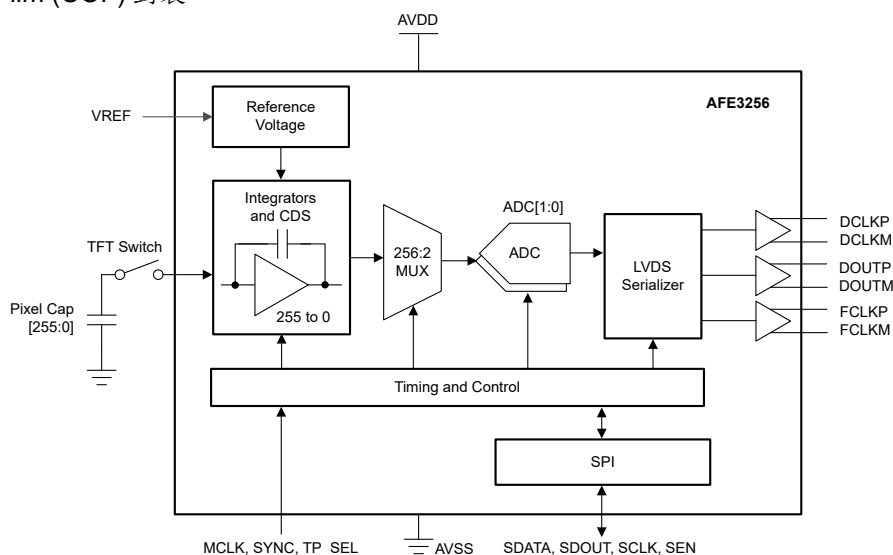 AVDD
AFE3256
Reference
Voltage
VREF
Integrators
and CDS
ADC[1:0]
DCLKP
DCLKM
TFT Switch
256:2
MUX
ADC
LVDS
Serializer
DOUTP
DOUTM
Pixel Cap
[255:0]
255 to 0
FCLKP
FCLKM
Timing and Control
SPI
MCLK, SYNC, TP SEL
AVSS
SDATA, SDOUT, SCLK, SEN